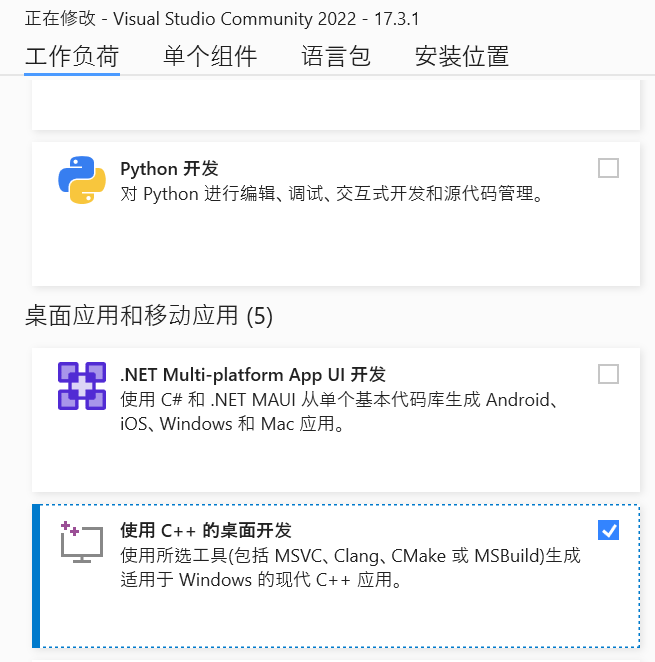 正在修改 - Visual Studio Community 2022 - 17.3.1
工作负荷 单个组件 语言包 安装位置
Python 开发
对 Python 进行编辑、调试、交互式开发和源代码管理。
桌面应用和移动应用 (5)
.NET Multi-platform App UI 开发
使用 C# 和 .NET MAUI 从单个基本代码库生成 Android、
iOS、Windows 和 Mac 应用。
使用 C++ 的桌面开发
使用所选工具(包括 MSVC、Clang、CMake 或 MSBuild)生成
适用于 Windows 的现代 C++ 应用。